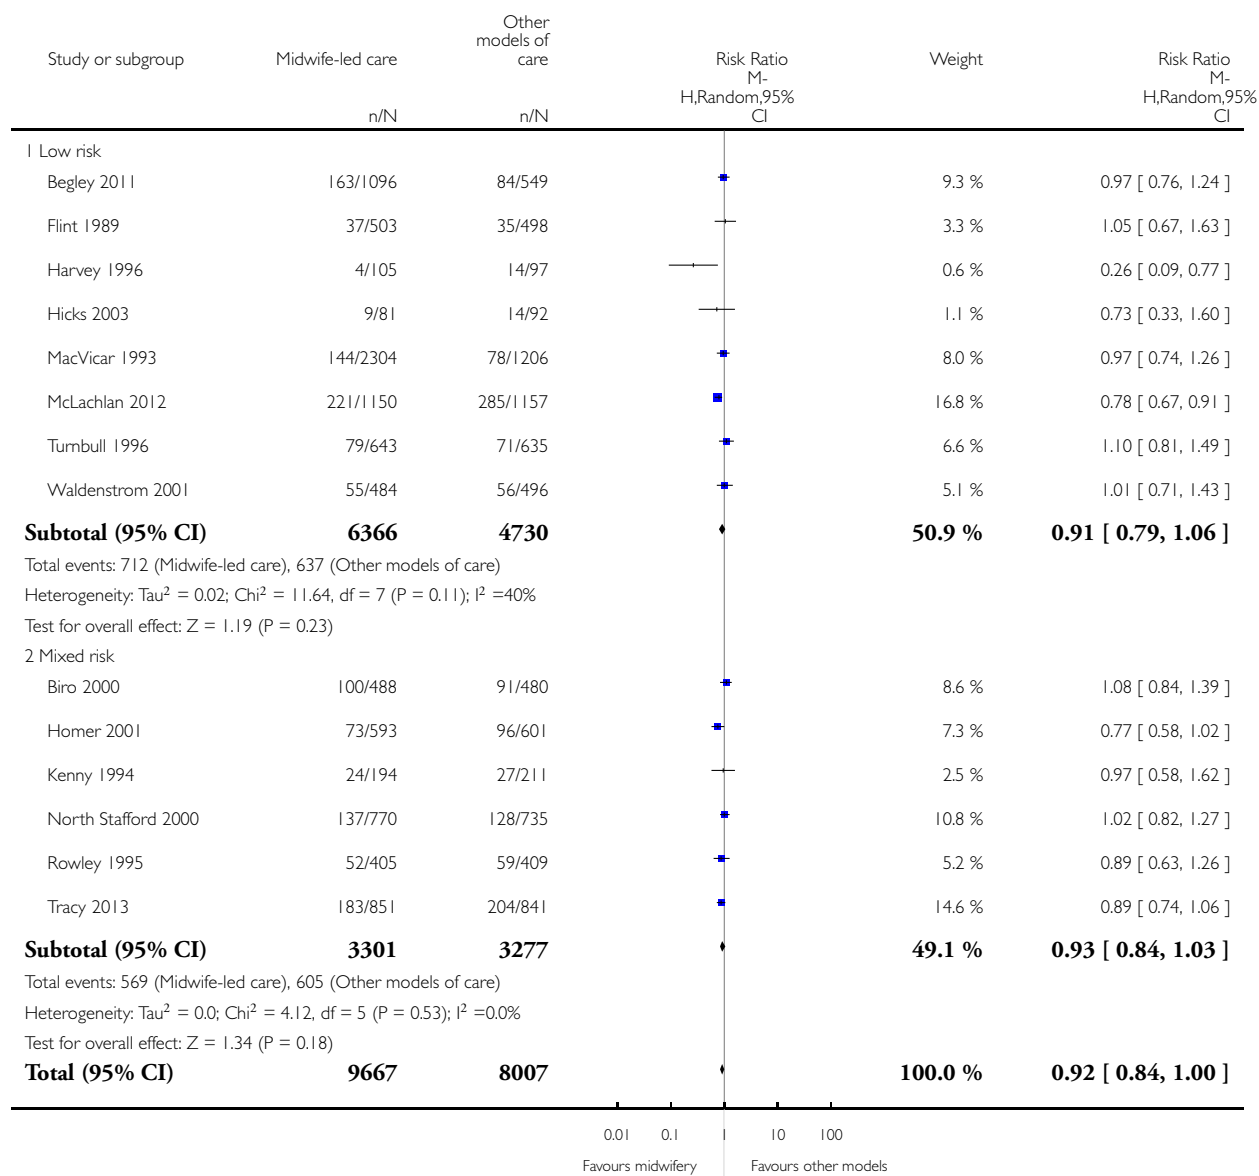 Other
models of
Study or subgroup Midwife-led care care Risk Ratio Weight Risk Ratio
M- M-
H,Random,95% H,Random,95%
n/N n/N CI CI
1 Low risk
Begley 2011 163/1096 84/549 9.3 % 0.97 [ 0.76, 1.24 ]
Flint 1989 37/503 35/498 3.3 % 1.05 [ 0.67, 1.63 ]
Harvey 1996 4/105 14/97 0.6 % 0.26 [ 0.09, 0.77 ]
Hicks 2003 9/81 14/92 1.1 % 0.73 [ 0.33, 1.60 ]
MacVicar 1993 144/2304 78/1206 8.0 % 0.97 [ 0.74, 1.26 ]
McLachlan 2012 221/1150 285/1157 16.8 % 0.78 [ 0.67, 0.91 ]
Turnbull 1996 79/643 71/635 6.6 % 1.10 [ 0.81, 1.49 ]
Waldenstrom 2001 55/484 56/496 5.1 % 1.01 [ 0.71, 1.43 ]
Subtotal (95% CI) 6366 4730 50.9 % 0.91 [ 0.79, 1.06 ]
Total events: 712 (Midwife-led care), 637 (Other models of care)
Heterogeneity: Tau² = 0.02; Chi² = 11.64, df = 7 (P = 0.11); I² =40%
Test for overall effect: Z = 1.19 (P = 0.23)
2 Mixed risk
Biro 2000 100/488 91/480 8.6 % 1.08 [ 0.84, 1.39 ]
Homer 2001 73/593 96/601 7.3 % 0.77 [ 0.58, 1.02 ]
Kenny 1994 24/194 27/211 2.5 % 0.97 [ 0.58, 1.62 ]
North Stafford 2000 137/770 128/735 10.8 % 1.02 [ 0.82, 1.27 ]
Rowley 1995 52/405 59/409 5.2 % 0.89 [ 0.63, 1.26 ]
Tracy 2013 183/851 204/841 14.6 % 0.89 [ 0.74, 1.06 ]
Subtotal (95% CI) 3301 3277 49.1 % 0.93 [ 0.84, 1.03 ]
Total events: 569 (Midwife-led care), 605 (Other models of care)
Heterogeneity: Tau² = 0.0; Chi² = 4.12, df = 5 (P = 0.53); I² =0.0%
Test for overall effect: Z = 1.34 (P = 0.18)
Total (95% CI) 9667 8007 100.0 % 0.92 [ 0.84, 1.00 ]
0.01 0.1 1 10 100
Favours midwifery Favours other models